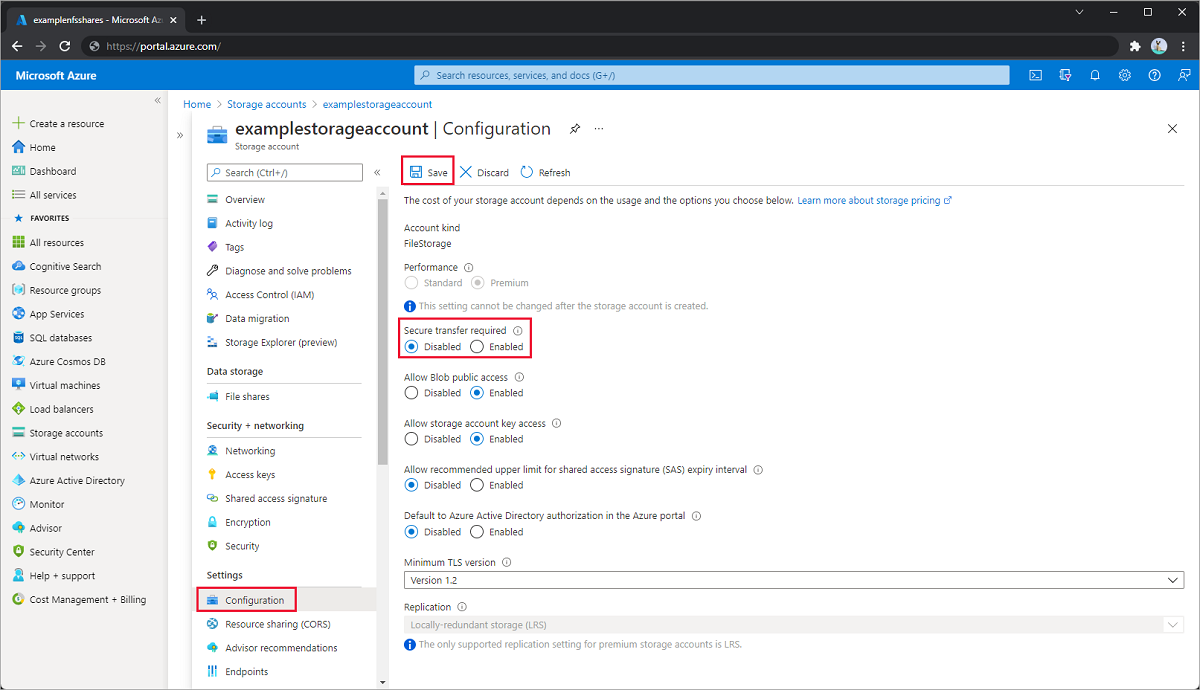 examplenfsshares - Microsoft Az
https://portal.azure.com/
Microsoft Azure
Search resources, services, and docs (G+/)
Create a resource
Home
Dashboard
All services
FAVORITES
All resources
Cognitive Search
Resource groups
App Services
SQL databases
Azure Cosmos DB
Virtual machines
Load balancers
Storage accounts
Virtual networks
Azure Active Directory
Monitor
Advisor
Security Center
Help + support
Cost Management + Billing
Home > Storage accounts > examplestorageaccount
examplestorageaccount | Configuration
Storage account
Search (Ctrl+/)
Overview
Activity log
Tags
Diagnose and solve problems
Access Control (IAM)
Data migration
Storage Explorer (preview)
Data storage
File shares
Security + networking
Networking
Access keys
Shared access signature
Encryption
Security
Settings
Configuration
Resource sharing (CORS)
Advisor recommendations
Endpoints
Save Discard Refresh
The cost of your storage account depends on the usage and the options you choose below. Learn more about storage pricing
Account kind
FileStorage
Performance
Standard Premium
This setting cannot be changed after the storage account is created.
Secure transfer required
Disabled Enabled
Allow Blob public access
Disabled Enabled
Allow storage account key access
Disabled Enabled
Allow recommended upper limit for shared access signature (SAS) expiry interval
Disabled Enabled
Default to Azure Active Directory authorization in the Azure portal
Disabled Enabled
Minimum TLS version
Version 1.2
Replication
Locally-redundant storage (LRS)
The only supported replication setting for premium storage accounts is LRS.